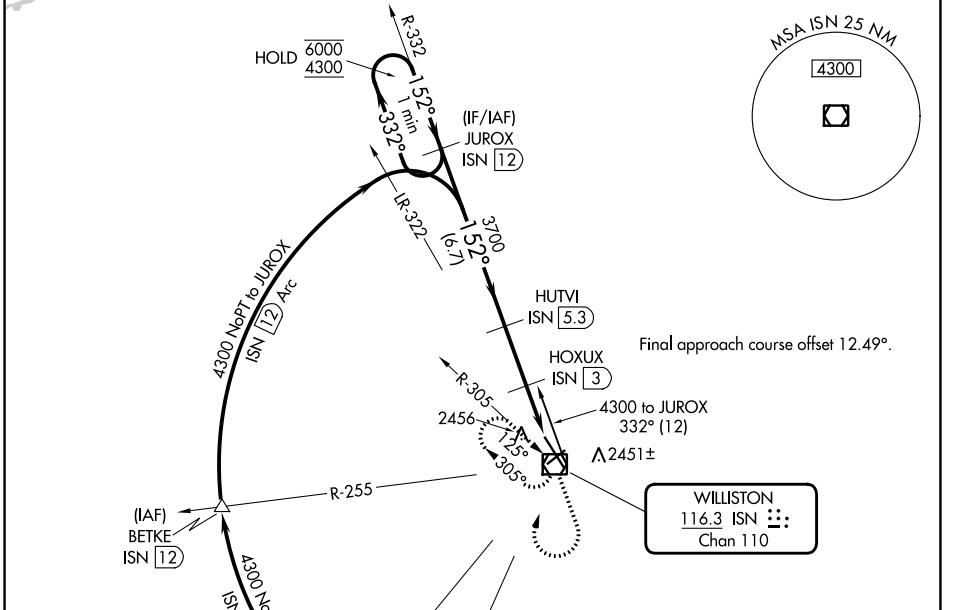 R-332
HOLD 6000
4300
152°
1 min
332°
(IF/IAF)
JUROX
ISN 12
LR-322
3700
152°
(6.7)
4300 NoPT to JUROX
ISN 12 Arc
HUTVI
ISN 5.3
HOXUX
ISN 3
Final approach course offset 12.49°.
4300 to JUROX
332° (12)
R-305
2456
125°
305°
2451±
R-255
(IAF)
BETKE
ISN 12
4300 No
ISN
WILLISTON
116.3 ISN
Chan 110
MSA ISN 25 NM
4300